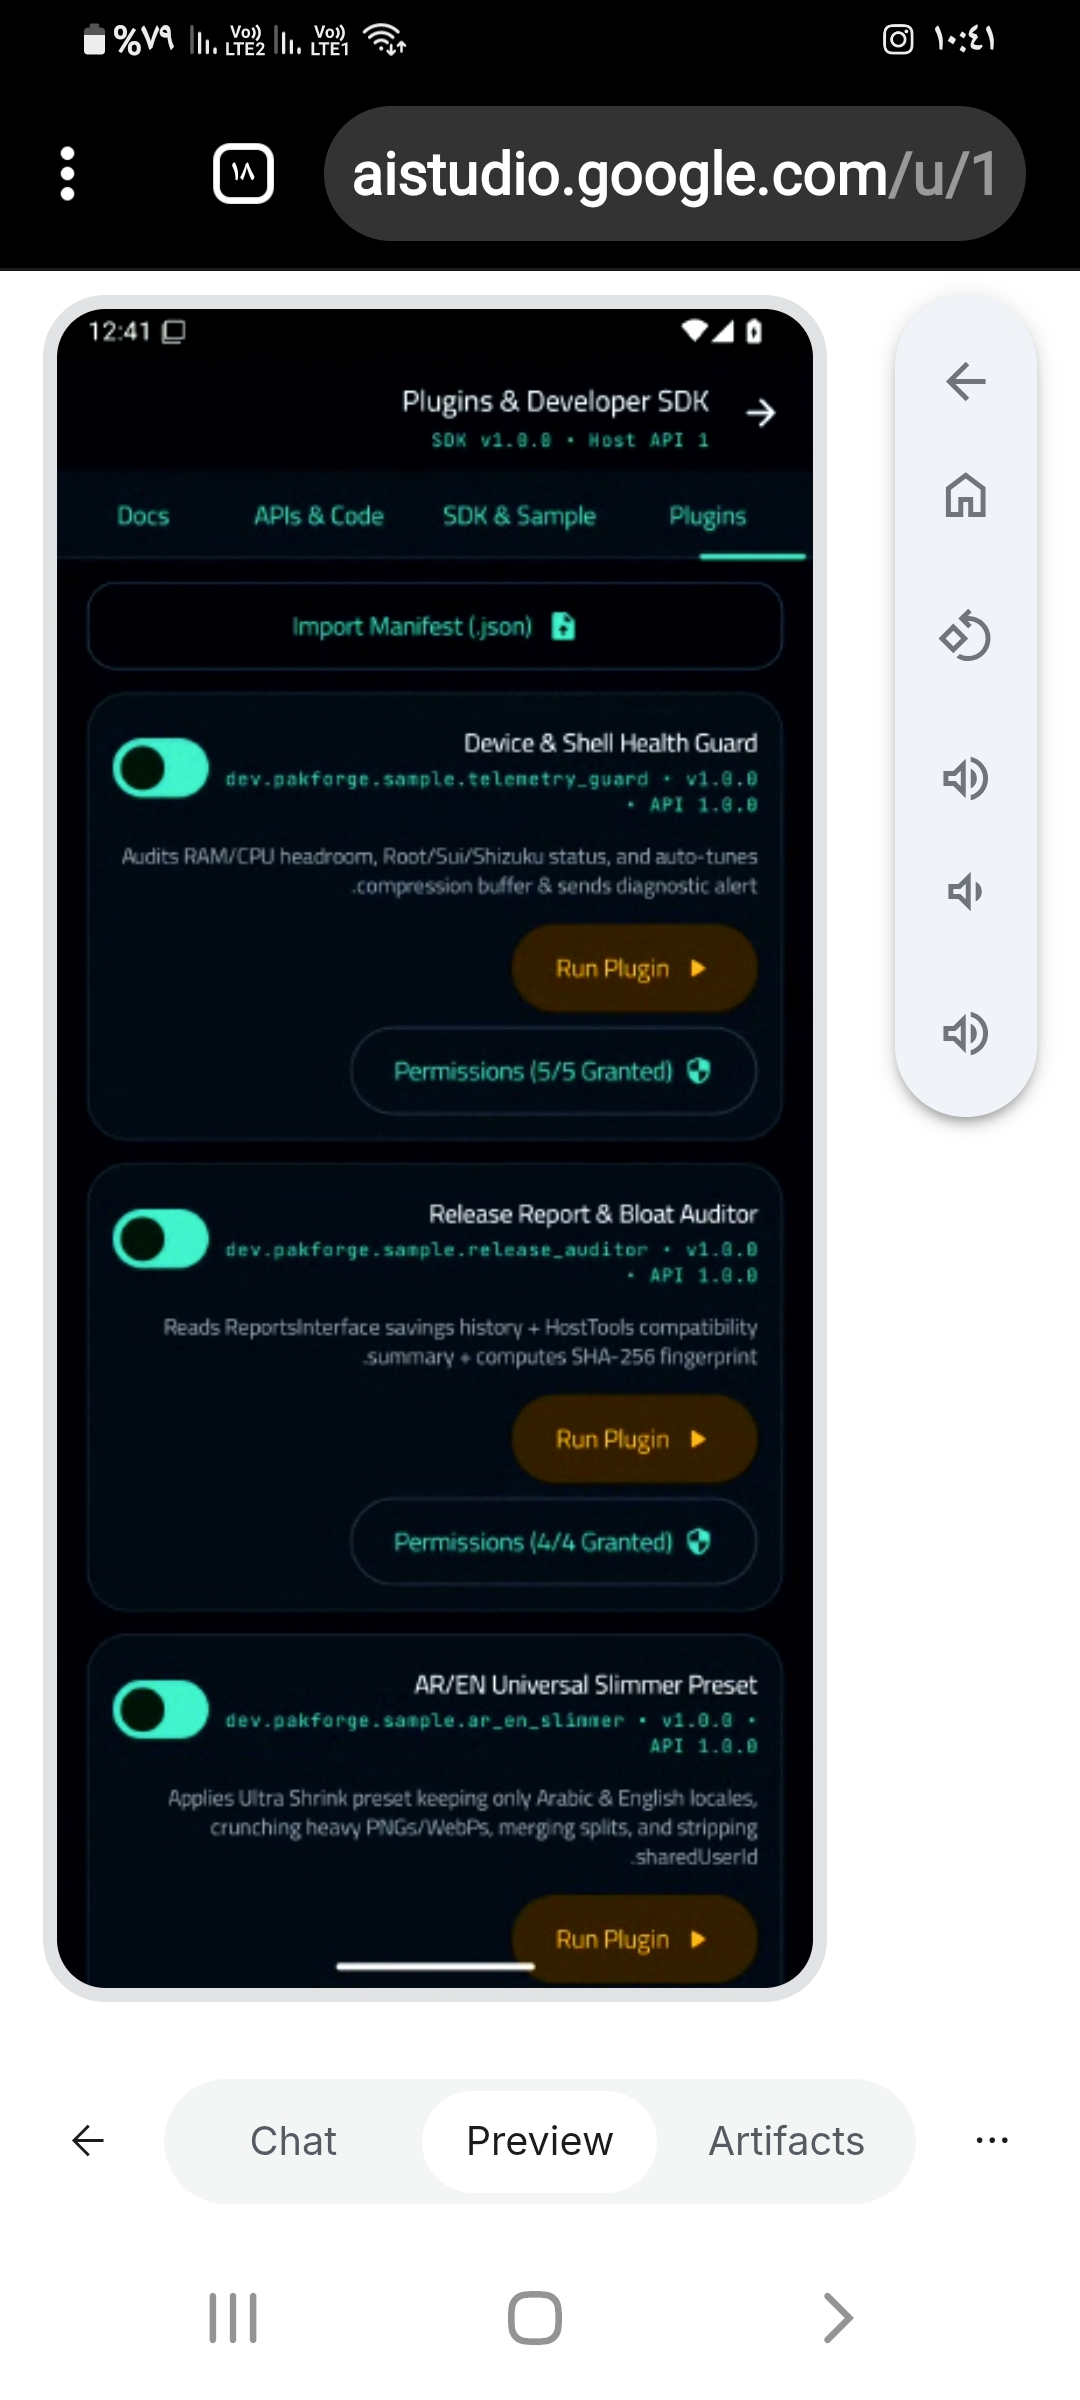 %٧٩ Vo)) LTE2 Vo)) LTE1 ١٠:٤١
١٨ aistudio.google.com/u/1
12:41
Plugins & Developer SDK
SDK v1.0.0 • Host API 1
Docs APIs & Code SDK & Sample Plugins
Import Manifest (.json)
Device & Shell Health Guard
dev.pakforge.sample.telemetry_guard • v1.0.0
• API 1.0.0
Audits RAM/CPU headroom, Root/Sui/Shizuku status, and auto-tunes
.compression buffer & sends diagnostic alert
Run Plugin
Permissions (5/5 Granted)
Release Report & Bloat Auditor
dev.pakforge.sample.release_auditor • v1.0.0
• API 1.0.0
Reads ReportsInterface savings history + HostTools compatibility
.summary + computes SHA-256 fingerprint
Run Plugin
Permissions (4/4 Granted)
AR/EN Universal Slimmer Preset
dev.pakforge.sample.ar_en_slimmer • v1.0.0 •
API 1.0.0
Applies Ultra Shrink preset keeping only Arabic & English locales,
crunching heavy PNGs/WebPs, merging splits, and stripping
.sharedUserId
Run Plugin
Chat Preview Artifacts